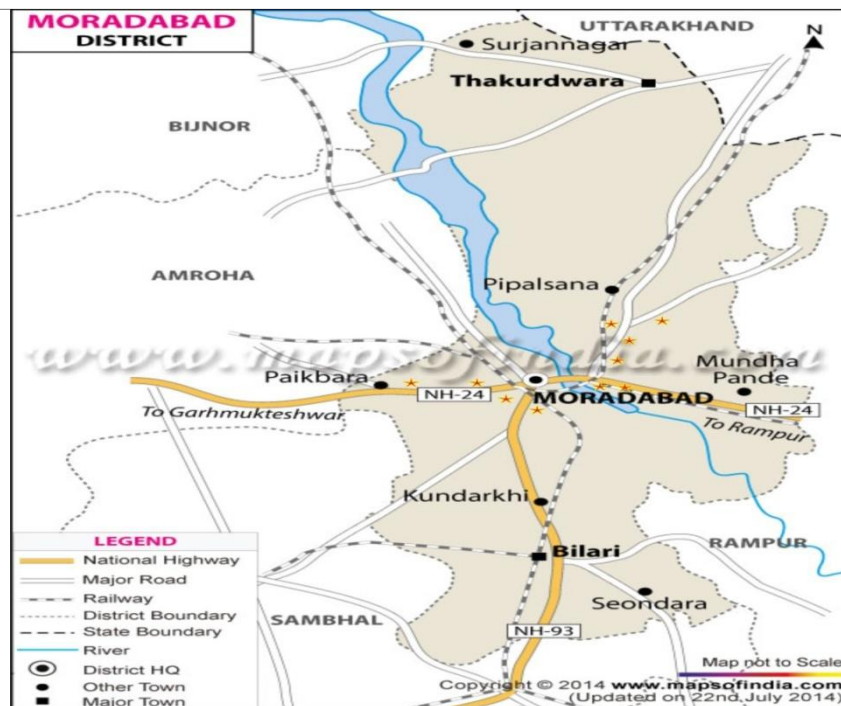 MORADABAD
DISTRICT
UTTARAKHAND
N
Surjannagar
Thakurdwara
BIJNOR
AMROHA
Pipalsana
www.mapsofindia.com
Paikbara
Mundha
Pande
NH-24
MORADABAD
NH-24
To Garhmukteshwar
To Rampur
Kundarkhi
LEGEND
National Highway
Major Road
Railway
District Boundary
State Boundary
River
District HQ
Other Town
Major Town
Bilari
RAMPUR
Seondara
SAMBHAL
NH-93
Map not to Scale
Copyright © 2014 www.mapsofindia.com
(Updated on 22nd July 2014)